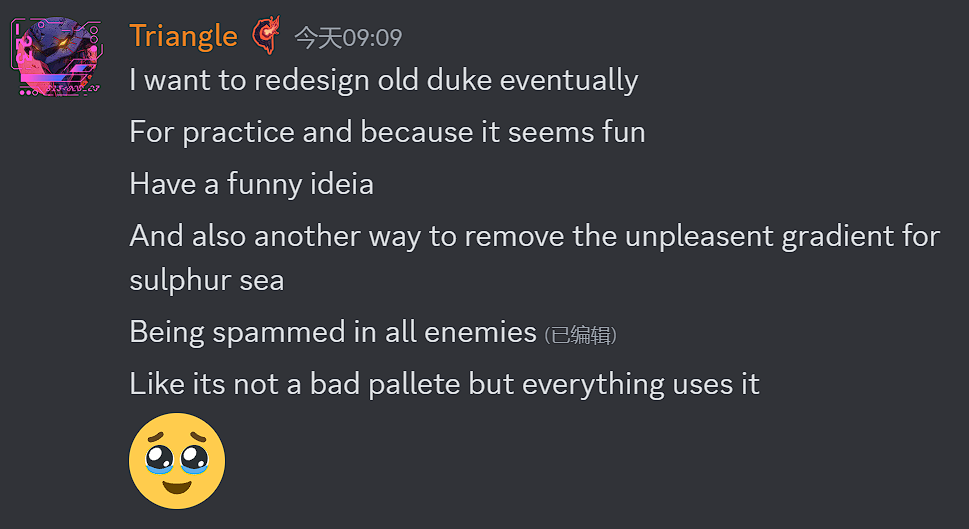 Triangle 今天09:09
I want to redesign old duke eventually
For practice and because it seems fun
Have a funny ideia
And also another way to remove the unpleasent gradient for
sulphur sea
Being spammed in all enemies (已编辑)
Like its not a bad pallete but everything uses it